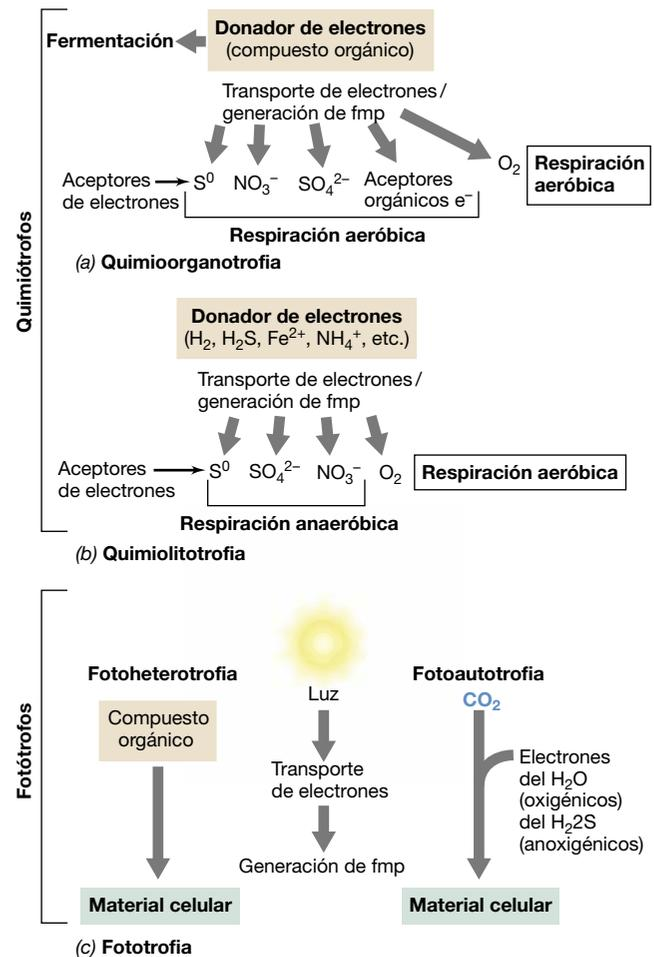 Quimiótrofos
Fermentación
Donador de electrones
(compuesto orgánico)
Transporte de electrones/
generación de fmp
Aceptores
de electrones
S⁰ NO₃⁻ SO₄²⁻ Aceptores
orgánicos e⁻
O₂
Respiración
aeróbica
Respiración aeróbica
(a) Quimioorganotrofia
Donador de electrones
(H₂, H₂S, Fe²⁺, NH₄⁺, etc.)
Transporte de electrones/
generación de fmp
Aceptores
de electrones
S⁰ SO₄²⁻ NO₃⁻ O₂
Respiración aeróbica
Respiración anaeróbica
(b) Quimiolitotrofia
Fotótrofos
Fotoheterotrofia
Compuesto
orgánico
Material celular
Luz
Transporte
de electrones
Generación de fmp
Fotoautotrofia
CO₂
Electrones
del H₂O
(oxigénicos)
del H₂2S
(anoxigénicos)
Material celular
(c) Fototrofia